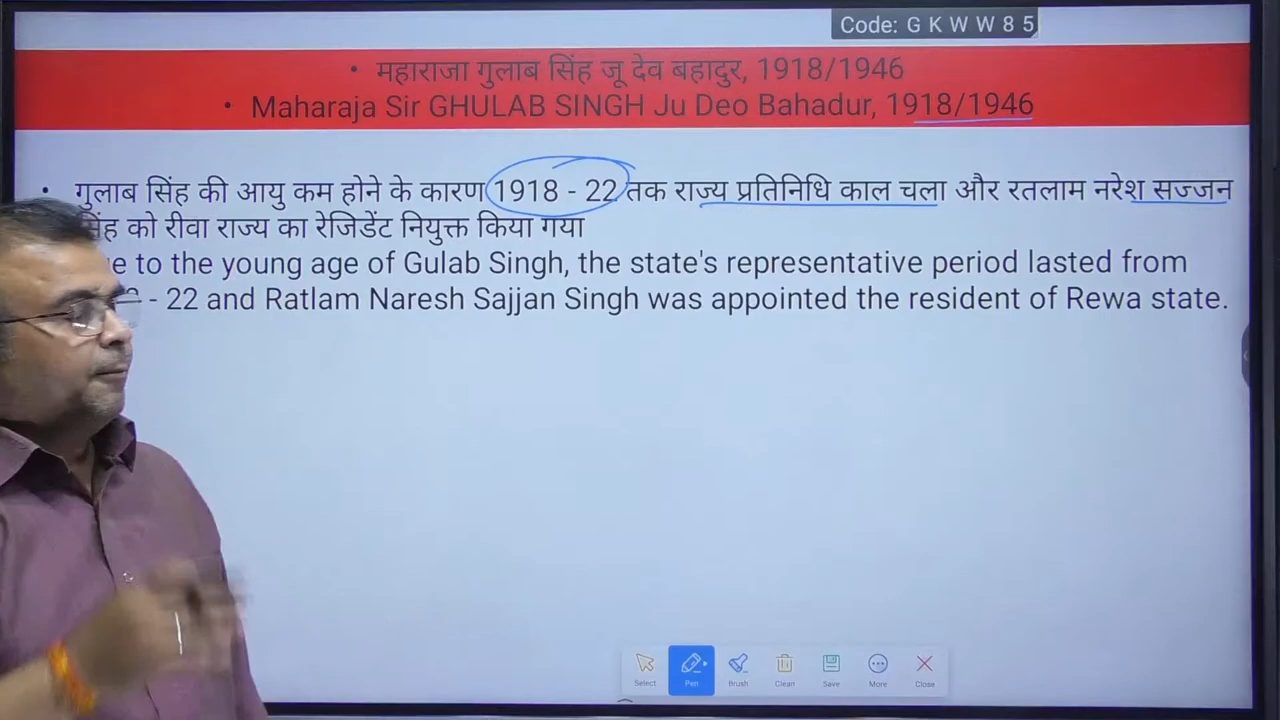 Code: G K W W 8 5
• महाराजा गुलाब सिंह जू देव बहादुर, 1918/1946
• Maharaja Sir GHULAB SINGH Ju Deo Bahadur, 1918/1946
• गुलाब सिंह की आयु कम होने के कारण 1918 - 22 तक राज्य प्रतिनिधि काल चला और रतलाम नरेश सज्जन
को रीवा राज्य का रेजिडेंट नियुक्त किया गया
to the young age of Gulab Singh, the state's representative period lasted from
- 22 and Ratlam Naresh Sajjan Singh was appointed the resident of Rewa state.
Select Pen Brush Clean Save More Close